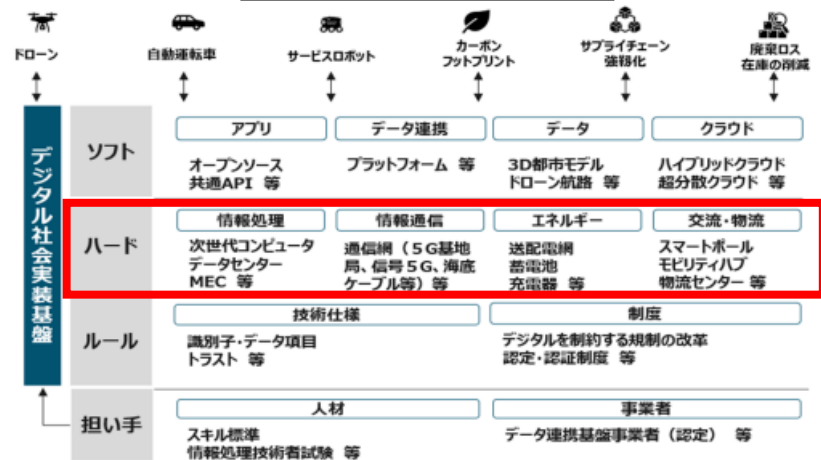 ドローン
自動運転車
サービスロボット
カーボン
フットプリント
サプライチェーン
強靱化
廃棄ロス
在庫の削減
デジタル社会実装基盤
ソフト
アプリ
オープンソース
共通API 等
データ連携
プラットフォーム 等
データ
3D都市モデル
ドローン航路 等
クラウド
ハイブリッドクラウド
超分散クラウド 等
ハード
情報処理
次世代コンピュータ
データセンター
MEC 等
情報通信
通信網（5G基地
局、信号5G、海底
ケーブル等）等
エネルギー
送配電網
蓄電池
充電器 等
交流・物流
スマートポール
モビリティハブ
物流センター 等
ルール
技術仕様
識別子・データ項目
トラスト 等
制度
デジタルを制約する規制の改革
認定・認証制度 等
担い手
人材
スキル標準
情報処理技術者試験 等
事業者
データ連携基盤事業者（認定） 等